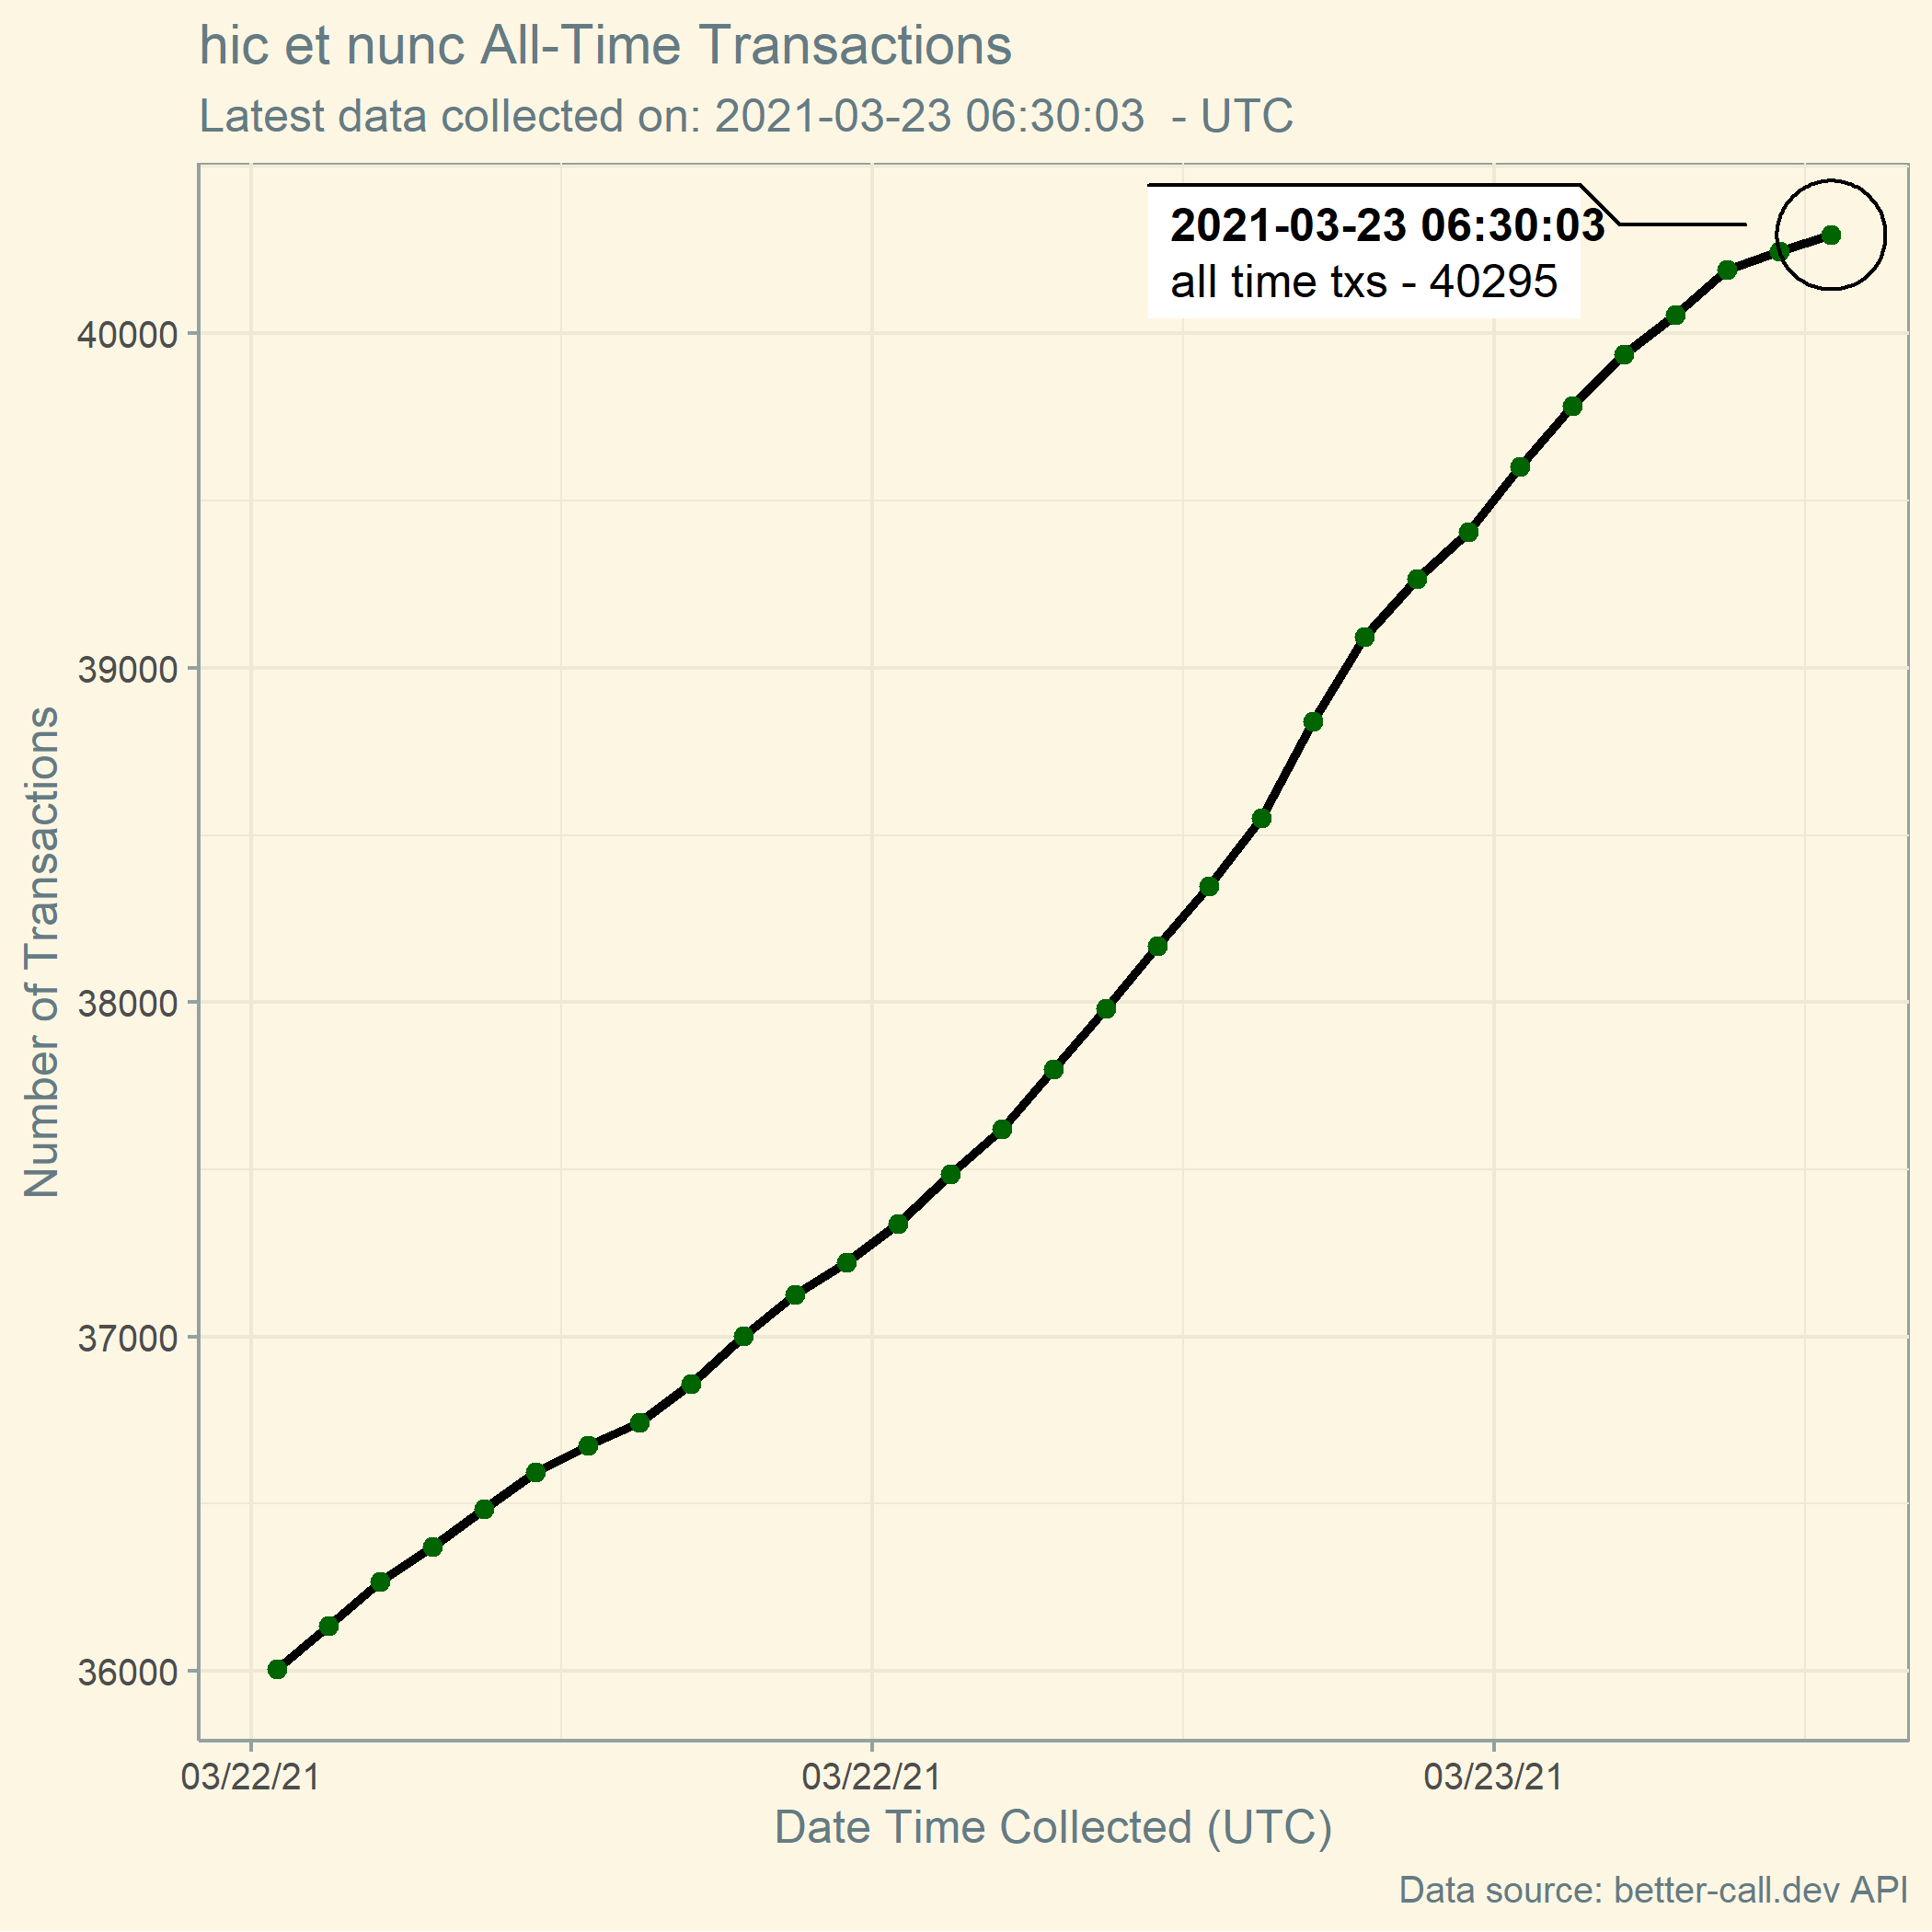 hic et nunc All-Time Transactions
Latest data collected on: 2021-03-23 06:30:03  - UTC
2021-03-23 06:30:03
all time txs - 40295
40000
39000
38000
37000
36000
Number of Transactions
03/22/21
03/22/21
03/23/21
Date Time Collected (UTC)
Data source: better-call.dev API